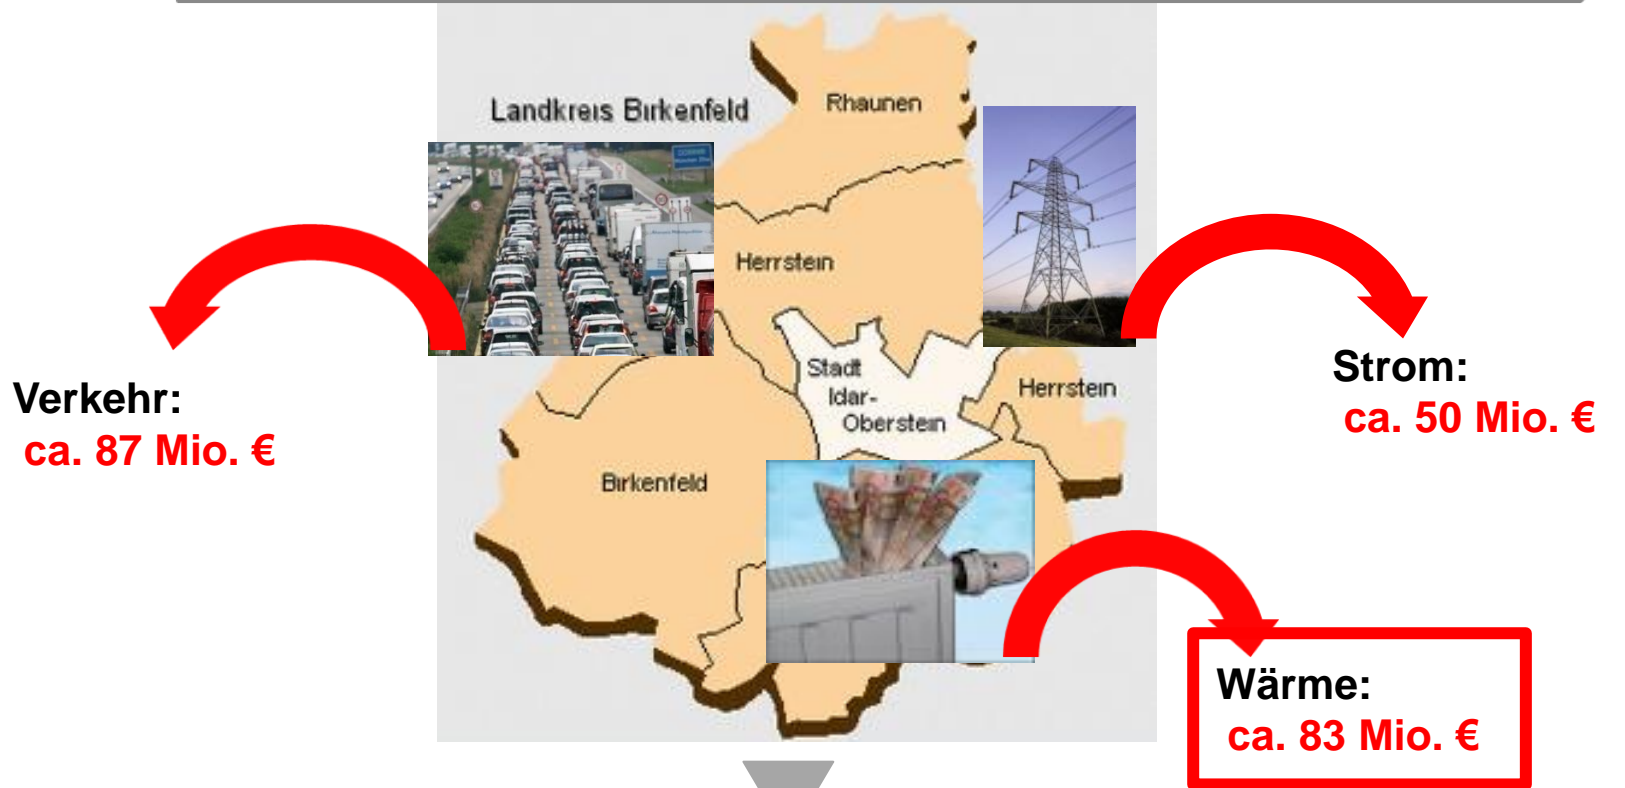 Landkreis Birkenfeld
Rhaunen
Herrstein
Stadt
Idar-
Oberstein
Herrstein
Birkenfeld
Verkehr:
ca. 87 Mio. €
Strom:
ca. 50 Mio. €
Wärme:
ca. 83 Mio. €